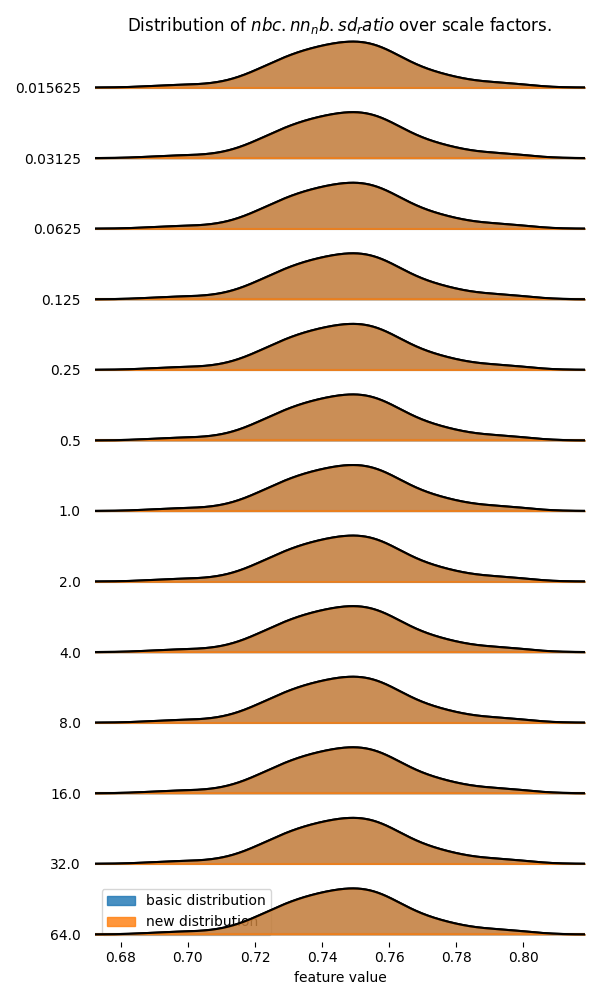 Distribution of nbc.nnₙb.sdᵣatio over scale factors.
0.015625
0.03125
0.0625
0.125
0.25
0.5
1.0
2.0
4.0
8.0
16.0
32.0
basic distribution
new distribution
64.0
0.68 0.70 0.72 0.74 0.76 0.78 0.80
feature value